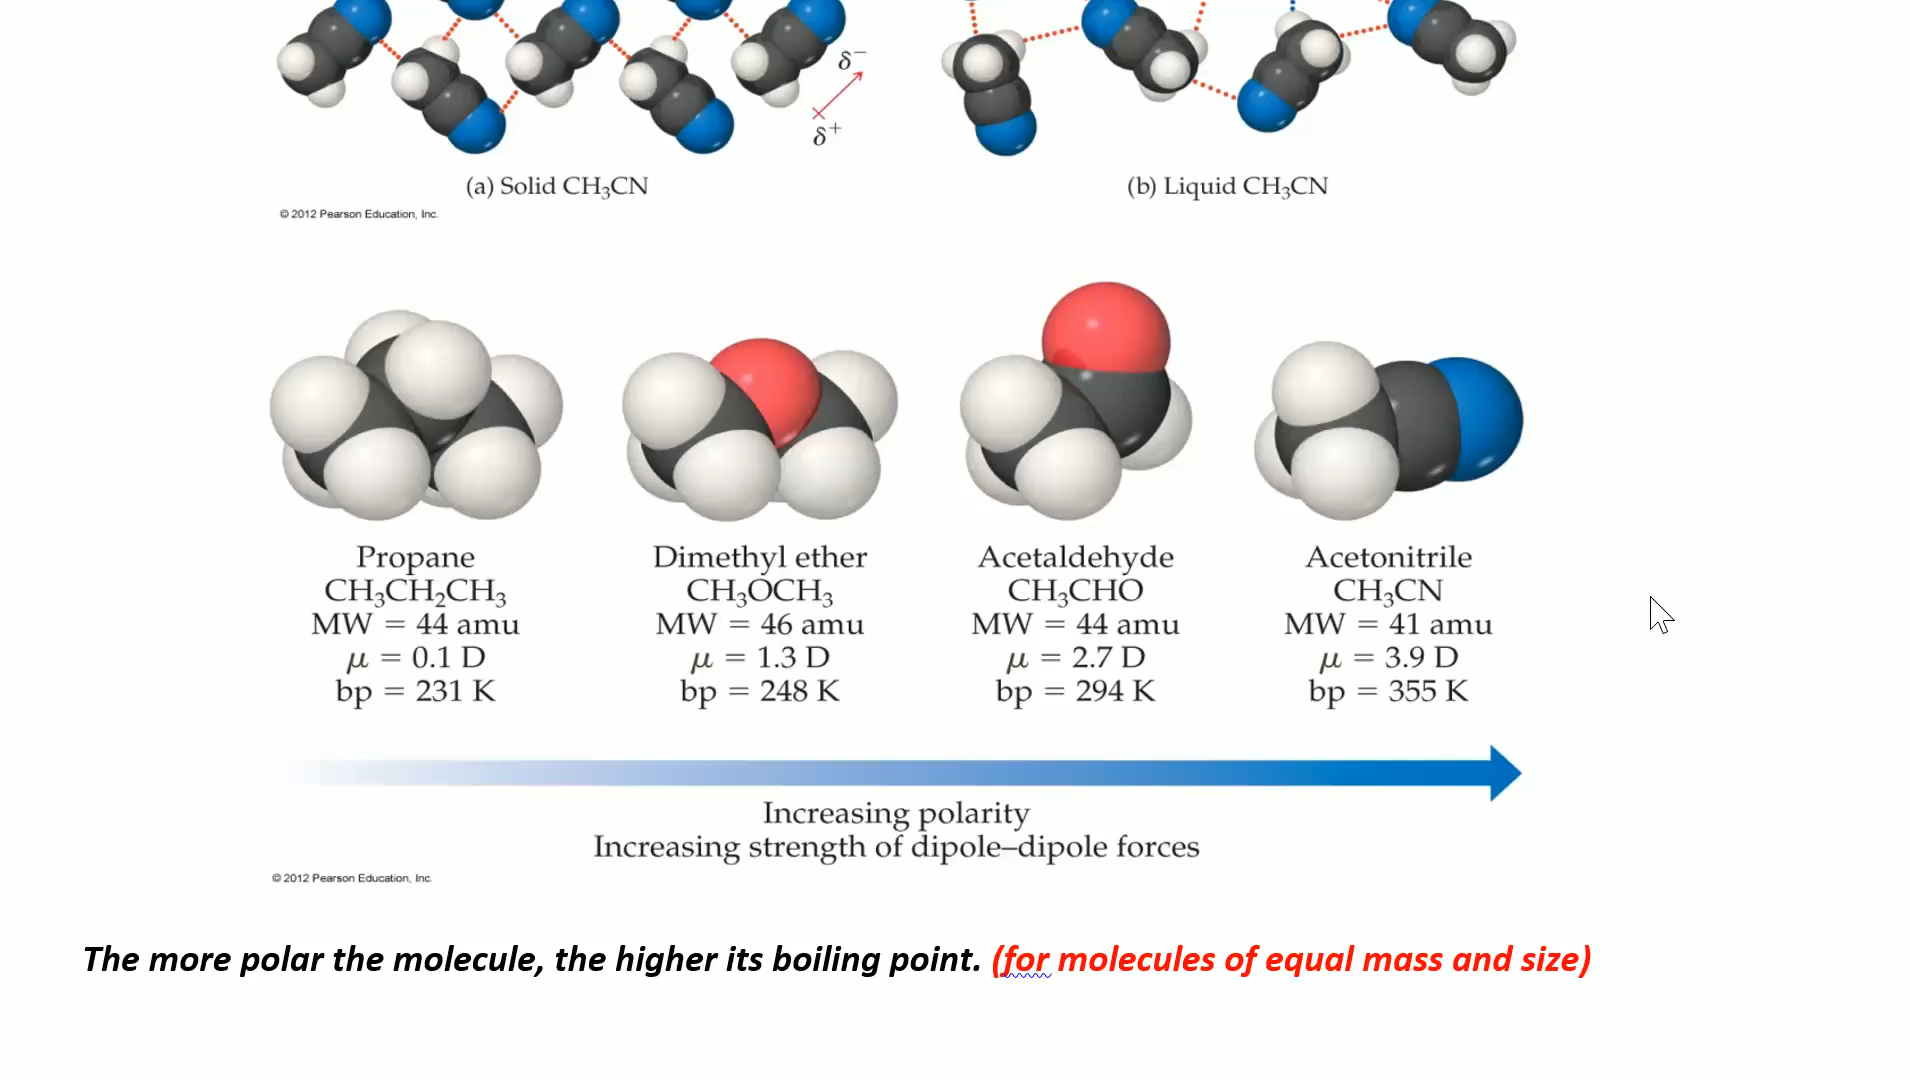 δ⁻
δ⁺
(a) Solid CH₃CN
(b) Liquid CH₃CN
© 2012 Pearson Education, Inc.
Propane
CH₃CH₂CH₃
MW = 44 amu
μ = 0.1 D
bp = 231 K
Dimethyl ether
CH₃OCH₃
MW = 46 amu
μ = 1.3 D
bp = 248 K
Acetaldehyde
CH₃CHO
MW = 44 amu
μ = 2.7 D
bp = 294 K
Acetonitrile
CH₃CN
MW = 41 amu
μ = 3.9 D
bp = 355 K
Increasing polarity
Increasing strength of dipole–dipole forces
© 2012 Pearson Education, Inc.
The more polar the molecule, the higher its boiling point. (for molecules of equal mass and size)